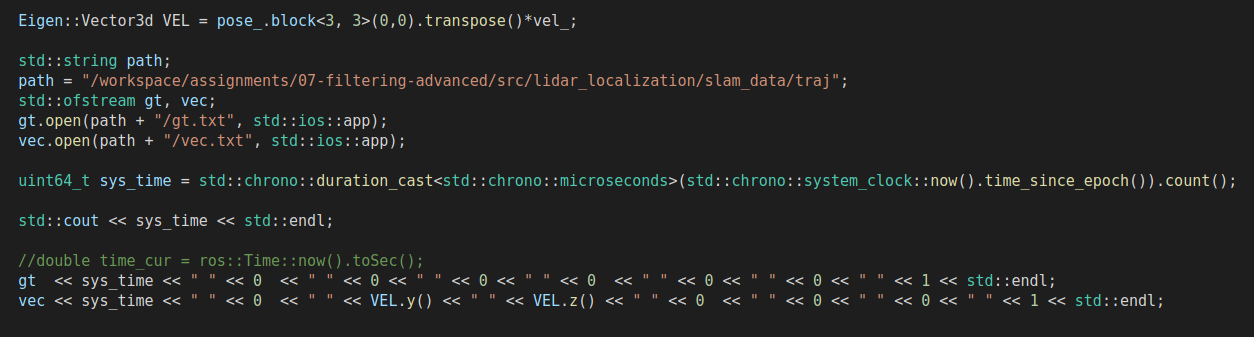 Eigen::Vector3d VEL = pose_.block<3, 3>(0,0).transpose()*vel_;
std::string path;
path = "/workspace/assignments/07-filtering-advanced/src/lidar_localization/slam_data/traj";
std::ofstream gt, vec;
gt.open(path + "/gt.txt", std::ios::app);
vec.open(path + "/vec.txt", std::ios::app);
uint64_t sys_time = std::chrono::duration_cast<std::chrono::microseconds>(std::chrono::system_clock::now().time_since_epoch()).count();
std::cout << sys_time << std::endl;
//double time_cur = ros::Time::now().toSec();
gt  << sys_time << " " << 0  << " " << 0 << " " << 0 << " " << 0  << " " << 0 << " " << 0 << " " << 1 << std::endl;
vec << sys_time << " " << 0  << " " << VEL.y() << " " << VEL.z() << " " << 0  << " " << 0 << " " << 0 << " " << 1 << std::endl;